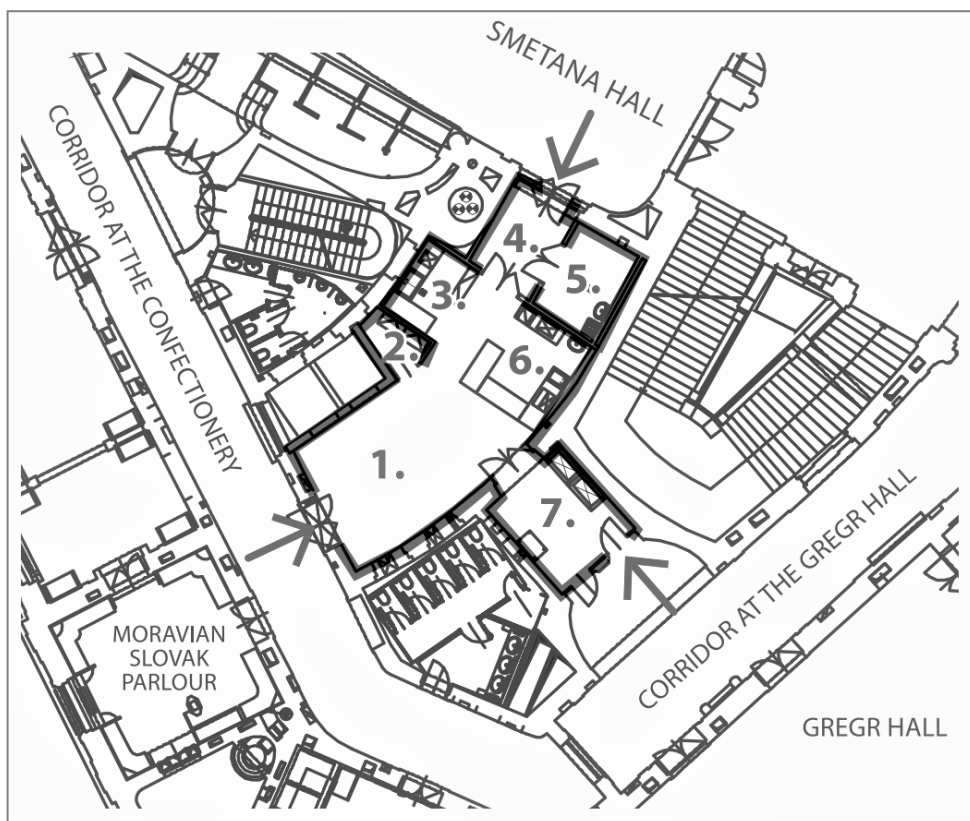 SMETANA HALL
CORRIDOR AT THE CONFECTIONERY
4.
5.
3.
2.
6.
1.
7.
MORAVIAN
SLOVAK
PARLOUR
CORRIDOR AT THE GREGR HALL
GREGR HALL